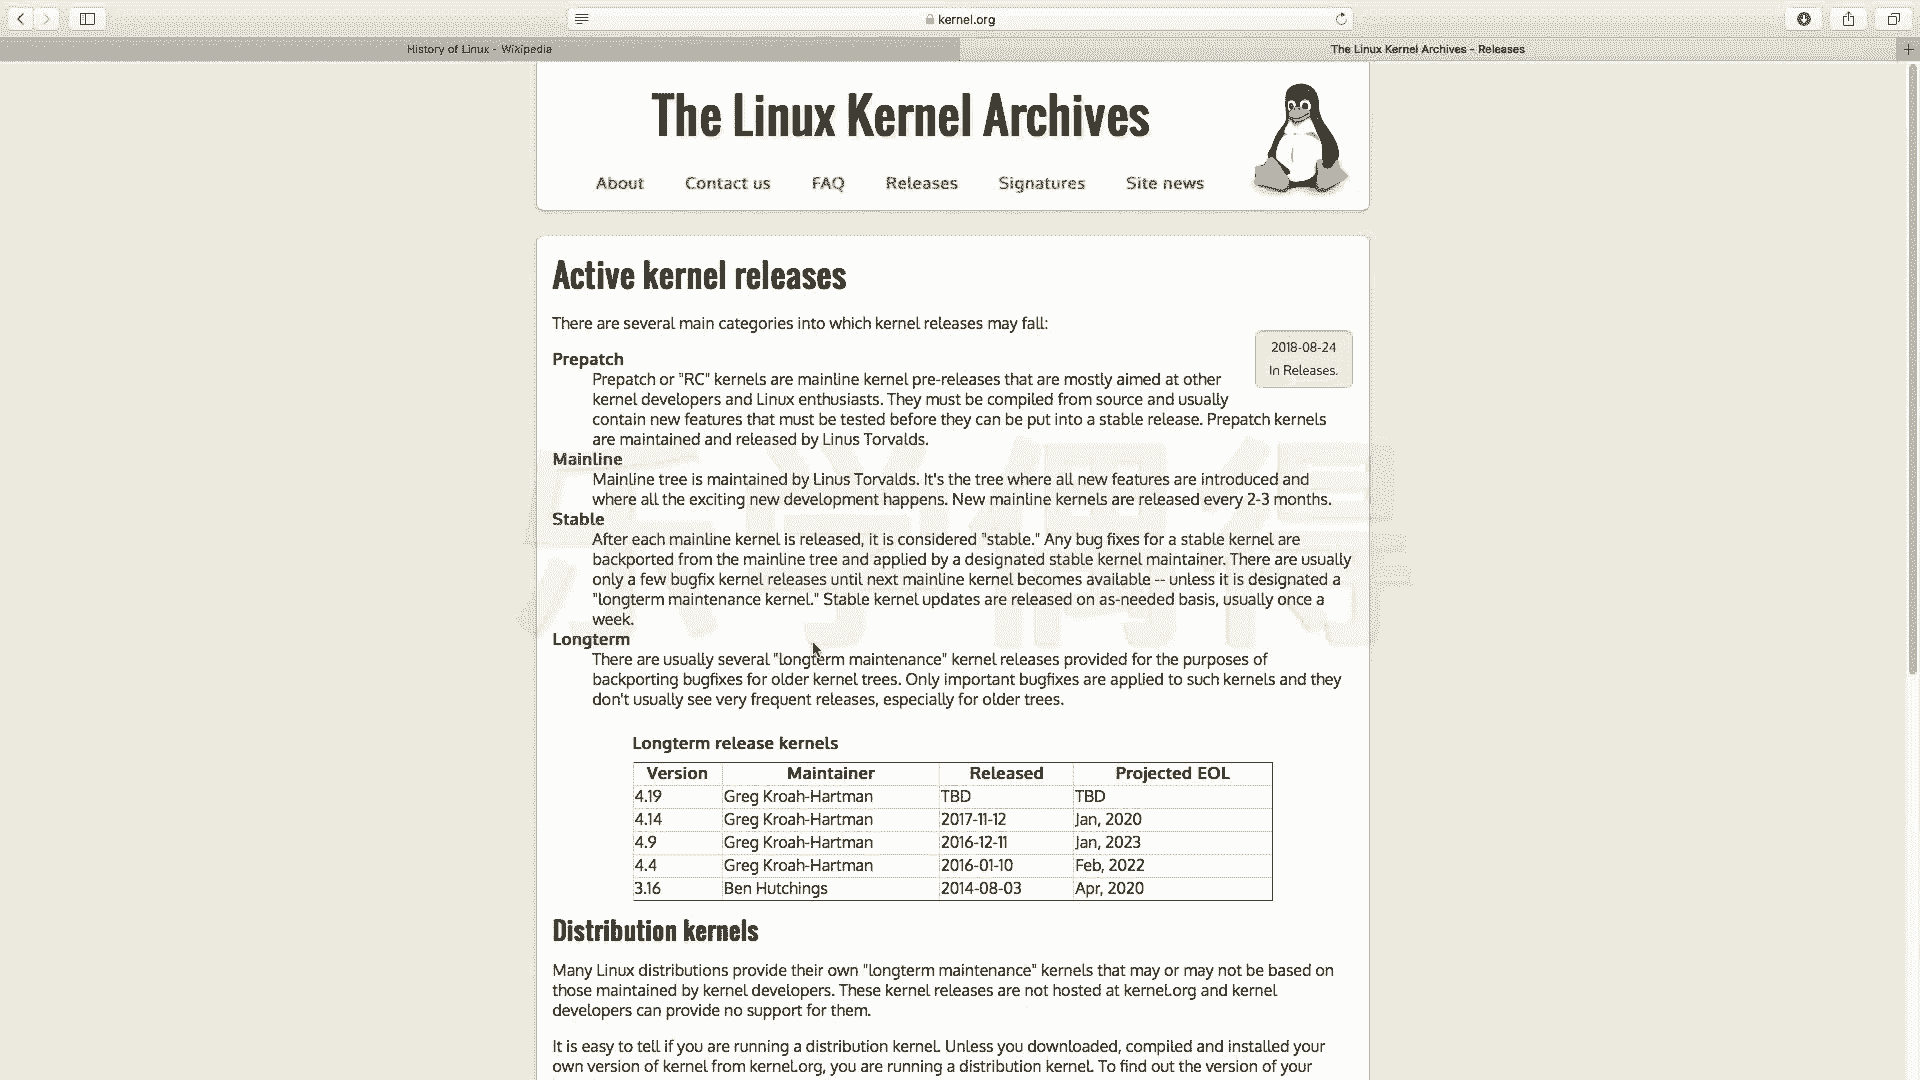 kernel.org
History of Linux - Wikipedia
The Linux Kernel Archives - Releases
The Linux Kernel Archives
About Contact us FAQ Releases Signatures Site news
Active kernel releases
There are several main categories into which kernel releases may fall:
2018-08-24
In Releases.
Prepatch
Prepatch or "RC" kernels are mainline kernel pre-releases that are mostly aimed at other
kernel developers and Linux enthusiasts. They must be compiled from source and usually
contain new features that must be tested before they can be put into a stable release. Prepatch kernels
are maintained and released by Linus Torvalds.
Mainline
Mainline tree is maintained by Linus Torvalds. It's the tree where all new features are introduced and
where all the exciting new development happens. New mainline kernels are released every 2-3 months.
Stable
After each mainline kernel is released, it is considered "stable." Any bug fixes for a stable kernel are
backported from the mainline tree and applied by a designated stable kernel maintainer. There are usually
only a few bugfix kernel releases until next mainline kernel becomes available -- unless it is designated a
"longterm maintenance kernel." Stable kernel updates are released on as-needed basis, usually once a
week.
Longterm
There are usually several "longterm maintenance" kernel releases provided for the purposes of
backporting bugfixes for older kernel trees. Only important bugfixes are applied to such kernels and they
don't usually see very frequent releases, especially for older trees.
Longterm release kernels
Version Maintainer Released Projected EOL
4.19 Greg Kroah-Hartman TBD TBD
4.14 Greg Kroah-Hartman 2017-11-12 Jan, 2020
4.9 Greg Kroah-Hartman 2016-12-11 Jan, 2023
4.4 Greg Kroah-Hartman 2016-01-10 Feb, 2022
3.16 Ben Hutchings 2014-08-03 Apr, 2020
Distribution kernels
Many Linux distributions provide their own "longterm maintenance" kernels that may or may not be based on
those maintained by kernel developers. These kernel releases are not hosted at kernel.org and kernel
developers can provide no support for them.
It is easy to tell if you are running a distribution kernel. Unless you downloaded, compiled and installed your
own version of kernel from kernel.org, you are running a distribution kernel. To find out the version of your
乐学偶得